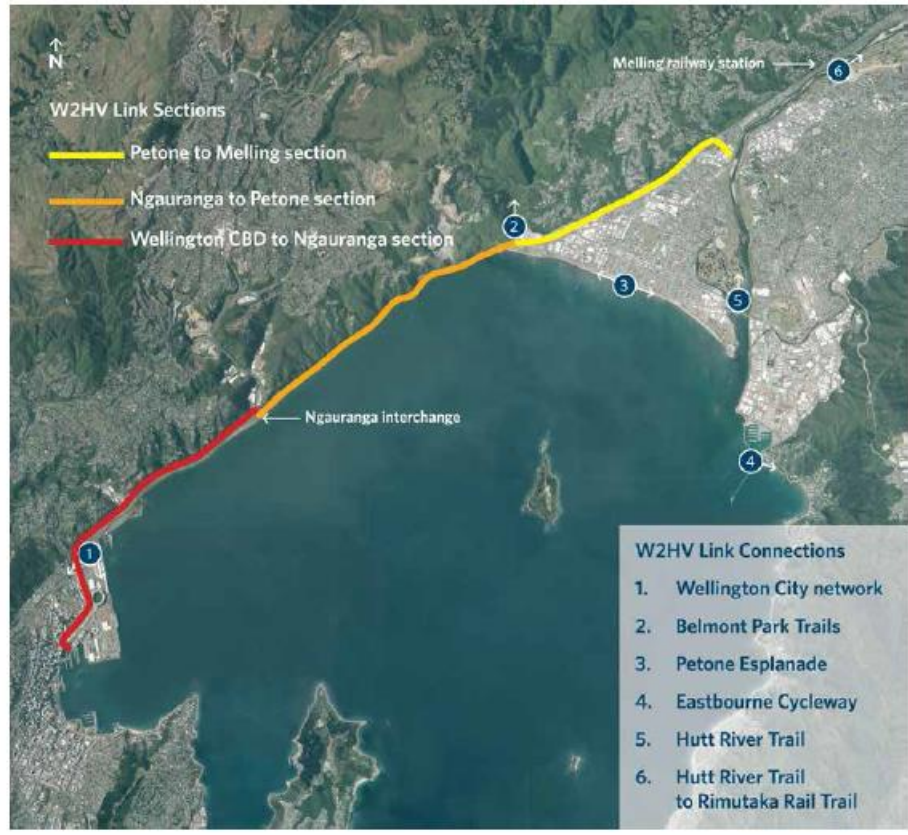 N
Melling railway station
6
W2HV Link Sections
Petone to Melling section
Ngauranga to Petone section
Wellington CBD to Ngauranga section
2
3
5
Ngauranga interchange
4
1
W2HV Link Connections
1. Wellington City network
2. Belmont Park Trails
3. Petone Esplanade
4. Eastbourne Cycleway
5. Hutt River Trail
6. Hutt River Trail
to Rimutaka Rail Trail